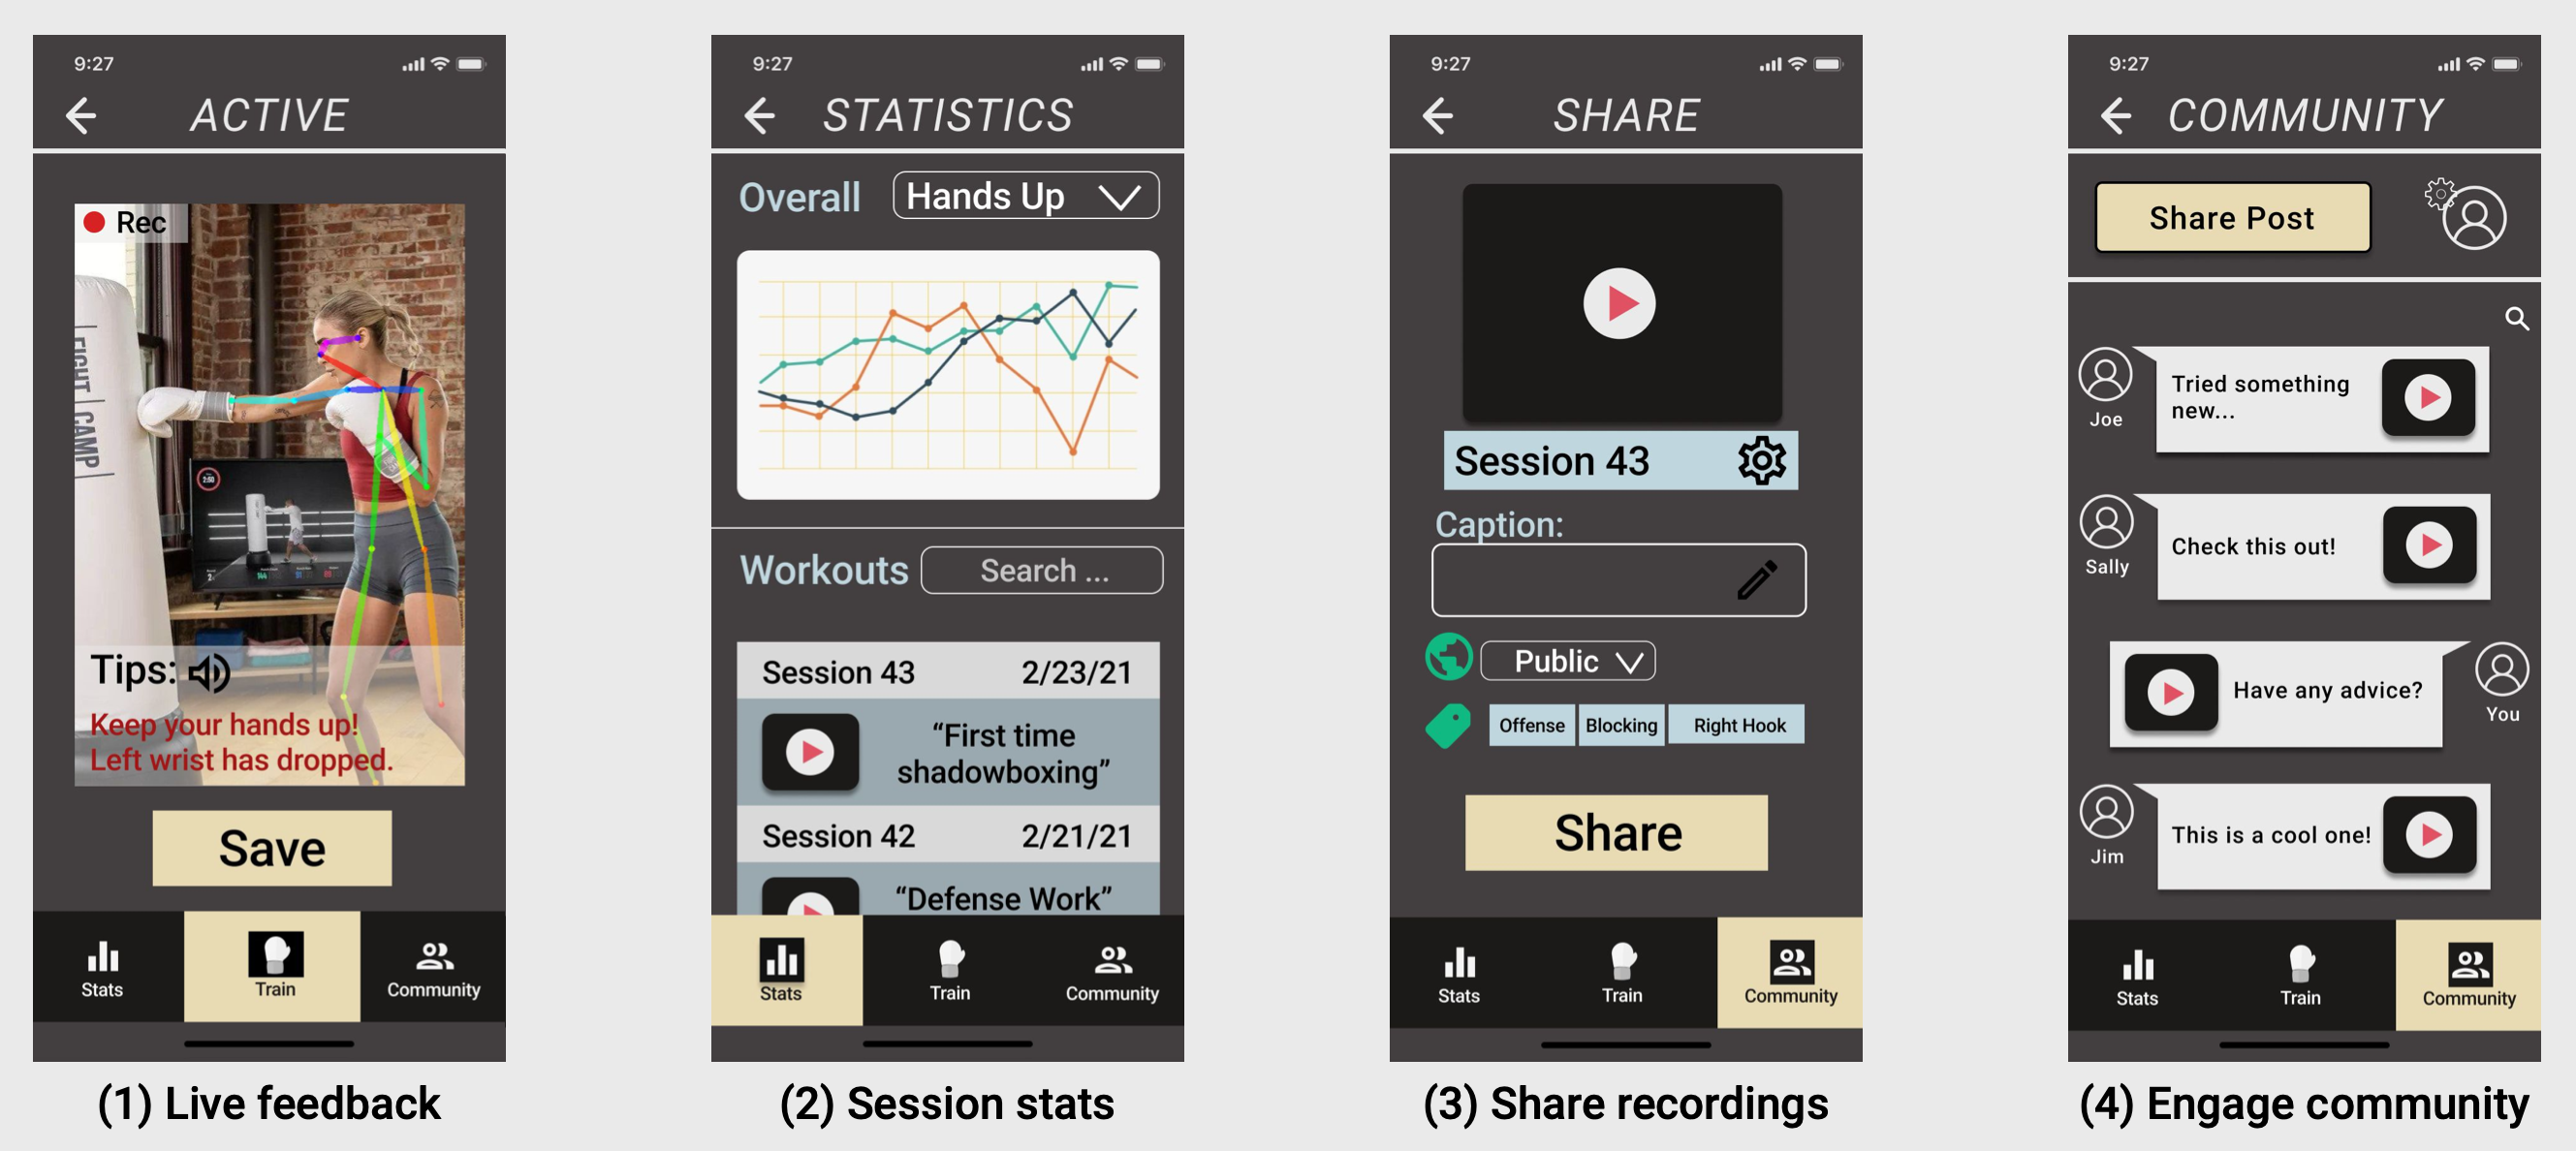 9:27
ACTIVE
Rec
FIGHT CAMP
2:50
Tips:
Keep your hands up!
Left wrist has dropped.
Save
Stats
Train
Community
(1) Live feedback
9:27
STATISTICS
Overall
Hands Up
Workouts
Search ...
Session 43 2/23/21
“First time
shadowboxing”
Session 42 2/21/21
“Defense Work”
Stats
Train
Community
(2) Session stats
9:27
SHARE
Session 43
Caption:
Public
Offense
Blocking
Right Hook
Share
Stats
Train
Community
(3) Share recordings
9:27
COMMUNITY
Share Post
Tried something
new...
Joe
Check this out!
Sally
Have any advice?
You
This is a cool one!
Jim
Stats
Train
Community
(4) Engage community